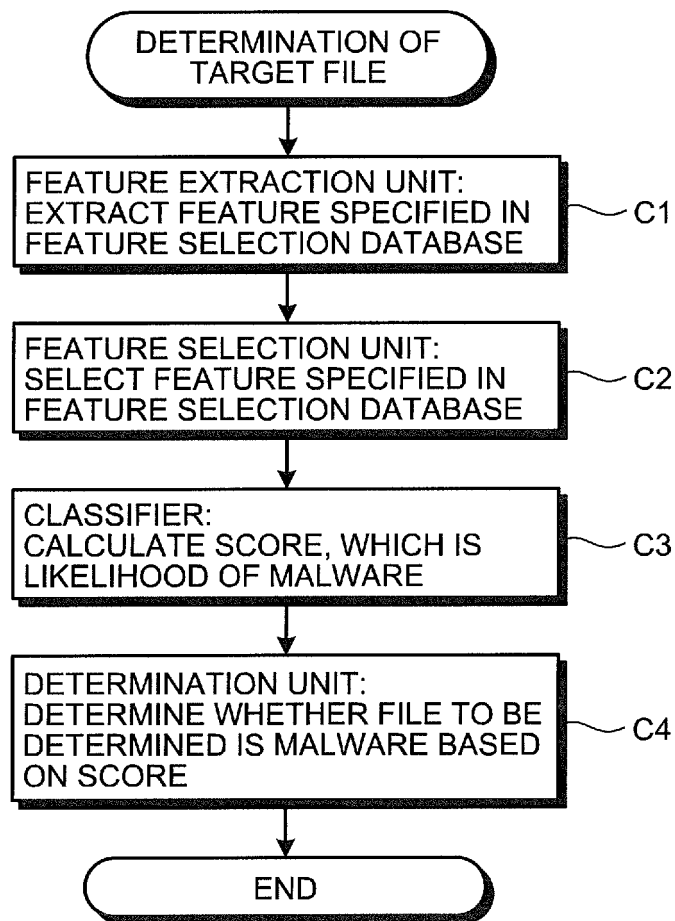 DETERMINATION OF
TARGET FILE
FEATURE EXTRACTION UNIT:
EXTRACT FEATURE SPECIFIED IN
FEATURE SELECTION DATABASE
C1
FEATURE SELECTION UNIT:
SELECT FEATURE SPECIFIED IN
FEATURE SELECTION DATABASE
C2
CLASSIFIER:
CALCULATE SCORE, WHICH IS
LIKELIHOOD OF MALWARE
C3
DETERMINATION UNIT:
DETERMINE WHETHER FILE TO BE
DETERMINED IS MALWARE BASED
ON SCORE
C4
END